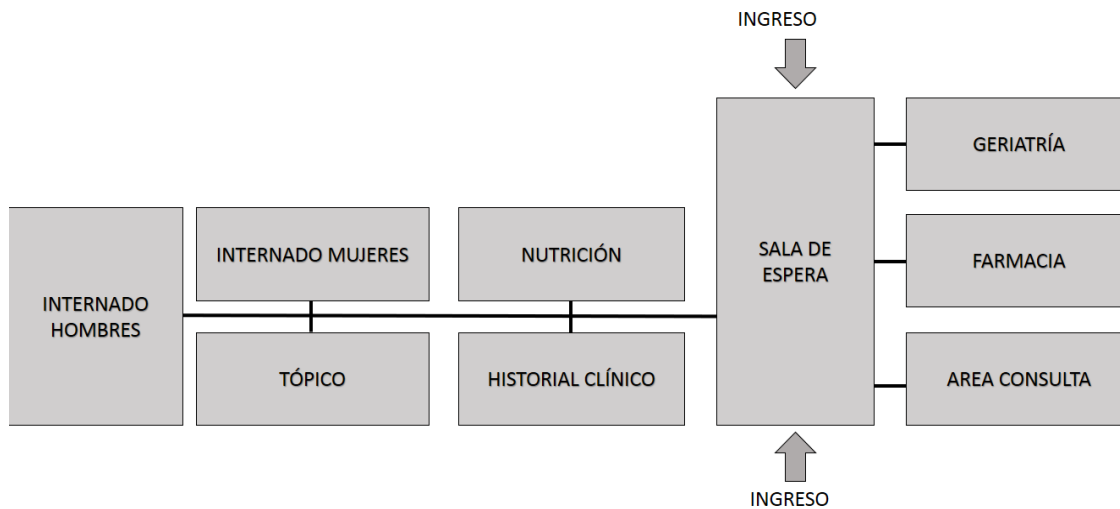 INGRESO
GERIATRÍA
INTERNADO MUJERES
NUTRICIÓN
SALA DE
ESPERA
FARMACIA
INTERNADO
HOMBRES
TÓPICO
HISTORIAL CLÍNICO
AREA CONSULTA
INGRESO